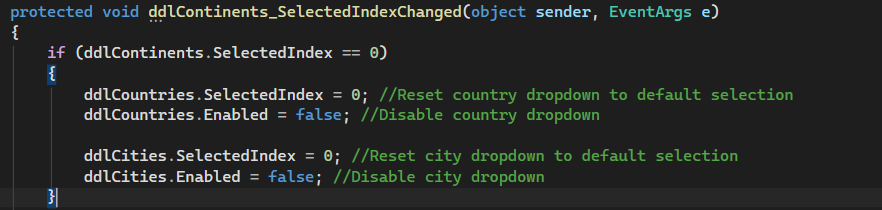 protected void ddlContinents_SelectedIndexChanged(object sender, EventArgs e)
{
if (ddlContinents.SelectedIndex == 0)
{
ddlCountries.SelectedIndex = 0; //Reset country dropdown to default selection
ddlCountries.Enabled = false; //Disable country dropdown
ddlCities.SelectedIndex = 0; //Reset city dropdown to default selection
ddlCities.Enabled = false; //Disable city dropdown
}